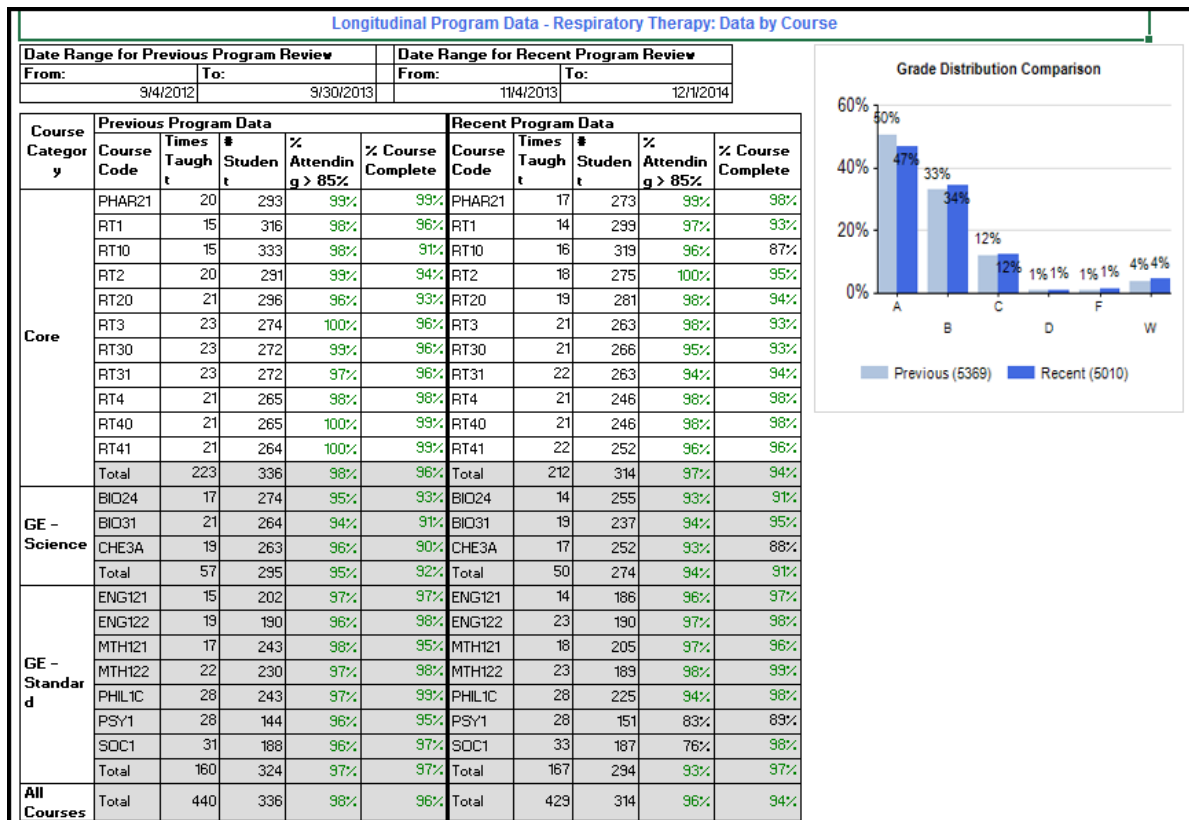 Longitudinal Program Data - Respiratory Therapy: Data by Course
Date Range for Previous Program Review Date Range for Recent Program Review
From: To: From: To:
9/4/2012 9/30/2013 11/4/2013 12/1/2014
Course Categor y Previous Program Data Recent Program Data
Course Code Times Taugh t # Studen t % Attendin g > 85% % Course Complete Course Code Times Taugh t # Studen t % Attendin g > 85% % Course Complete
Core
PHAR21 20 293 99% 99% PHAR21 17 273 99% 98%
RT1 15 316 98% 96% RT1 14 299 97% 93%
RT10 15 333 98% 91% RT10 16 319 96% 87%
RT2 20 291 99% 94% RT2 18 275 100% 95%
RT20 21 296 96% 93% RT20 19 281 98% 94%
RT3 23 274 100% 96% RT3 21 263 98% 93%
RT30 23 272 99% 96% RT30 21 266 95% 93%
RT31 23 272 97% 96% RT31 22 263 94% 94%
RT4 21 265 98% 98% RT4 21 246 98% 98%
RT40 21 265 100% 99% RT40 21 246 98% 98%
RT41 21 264 100% 99% RT41 22 252 96% 96%
Total 223 336 98% 96% Total 212 314 97% 94%
GE - Science
BIO24 17 274 95% 93% BIO24 14 255 93% 91%
BIO31 21 264 94% 91% BIO31 19 237 94% 95%
CHE3A 19 263 96% 90% CHE3A 17 252 93% 88%
Total 57 295 95% 92% Total 50 274 94% 91%
GE - Standar d
ENG121 15 202 97% 97% ENG121 14 186 96% 97%
ENG122 19 190 96% 98% ENG122 23 190 97% 98%
MTH121 17 243 98% 95% MTH121 18 205 97% 96%
MTH122 22 230 97% 98% MTH122 23 189 98% 99%
PHIL1C 28 243 97% 99% PHIL1C 28 225 94% 98%
PSY1 28 144 96% 95% PSY1 28 151 83% 89%
SOC1 31 188 96% 97% SOC1 33 187 76% 98%
Total 160 324 97% 97% Total 167 294 93% 97%
All Courses Total 440 336 98% 96% Total 429 314 96% 94%
Grade Distribution Comparison
60%
40%
20%
0%
50% 47% 33% 34% 12% 12% 1% 1% 1% 1% 4% 4%
A B C D F W
Previous (5369) Recent (5010)